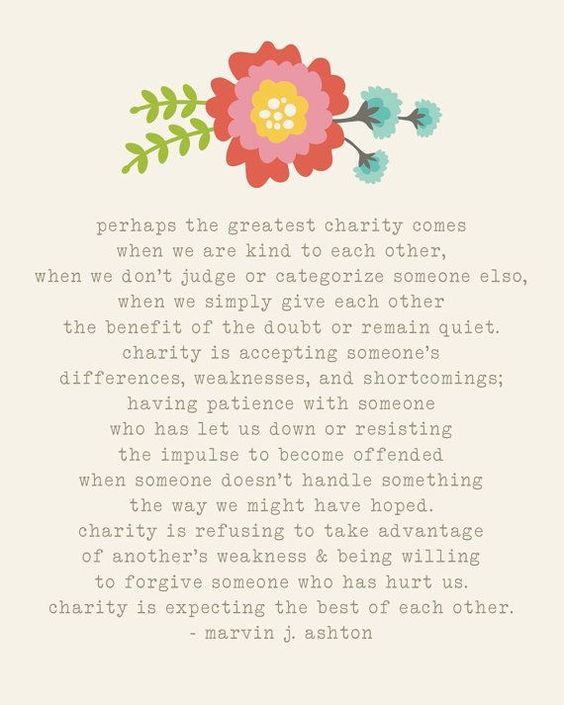 perhaps the greatest charity comes
when we are kind to each other,
when we don't judge or categorize someone elso,
when we simply give each other
the benefit of the doubt or remain quiet.
charity is accepting someone's
differences, weaknesses, and shortcomings;
having patience with someone
who has let us down or resisting
the impulse to become offended
when someone doesn't handle something
the way we might have hoped.
charity is refusing to take advantage
of another's weakness & being willing
to forgive someone who has hurt us.
charity is expecting the best of each other.
- marvin j. ashton